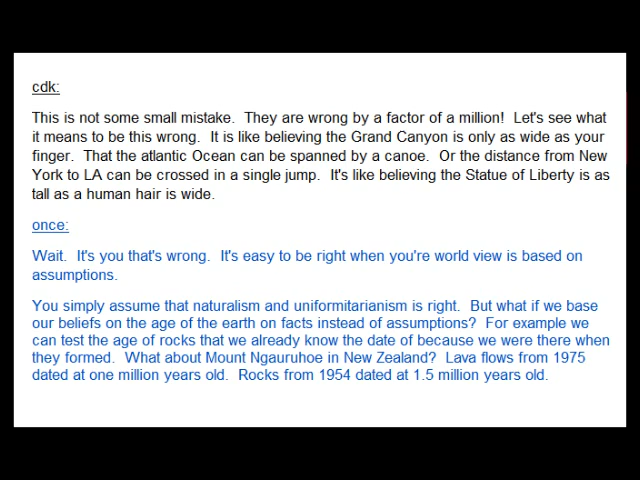 cdk:
This is not some small mistake.  They are wrong by a factor of a million!  Let's see what
it means to be this wrong.  It is like believing the Grand Canyon is only as wide as your
finger.  That the atlantic Ocean can be spanned by a canoe.  Or the distance from New
York to LA can be crossed in a single jump.  It's like believing the Statue of Liberty is as
tall as a human hair is wide.
once:
Wait.  It's you that's wrong.  It's easy to be right when you're world view is based on
assumptions.
You simply assume that naturalism and uniformitarianism is right.  But what if we base
our beliefs on the age of the earth on facts instead of assumptions?  For example we
can test the age of rocks that we already know the date of because we were there when
they formed.  What about Mount Ngauruhoe in New Zealand?  Lava flows from 1975
dated at one million years old.  Rocks from 1954 dated at 1.5 million years old.